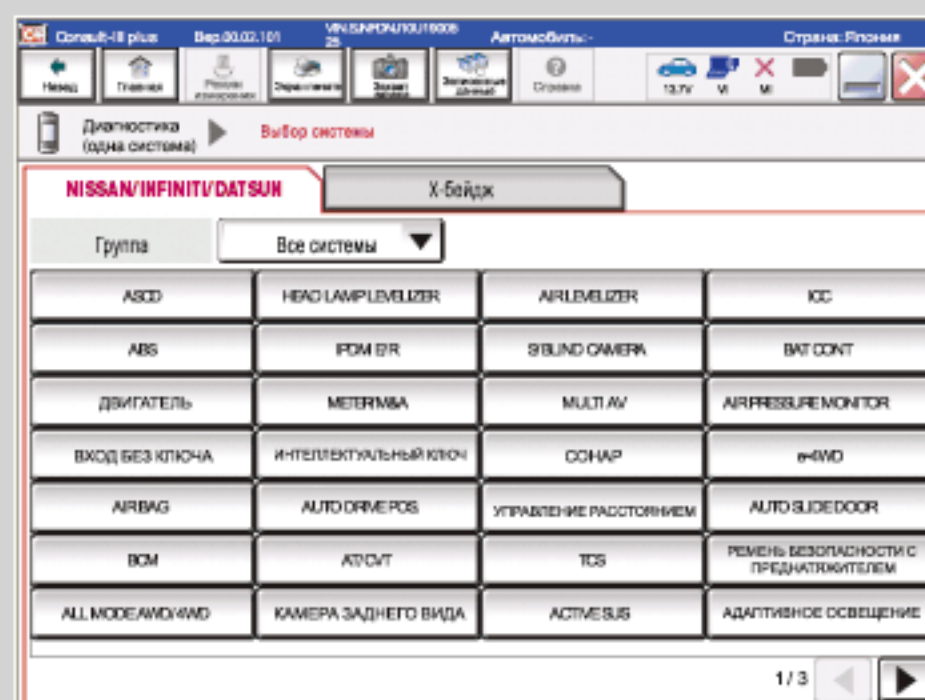 Consult-III plus Вер.00.02.101 Автомобиль:- Страна: Япония
Назад Главная Режим измерения Справка 13.7V VI MI
Диагностика
(одна система)
Выбор системы
NISSAN/INFINITI/DATSUN X-бейдж
Группа Все системы
ASCD HEAD LAMP LEVELIZER AIR LEVELIZER ICC
ABS IPDM E/R S/BLIND CAMERA BAT CONT
ДВИГАТЕЛЬ METER/M&A MULTI AV AIR PRESSURE MONITOR
ВХОД БЕЗ КЛЮЧА ИНТЕЛЛЕКТУАЛЬНЫЙ КЛЮЧ СОНАР e-4WD
AIRBAG AUTO DRIVE POS. УПРАВЛЕНИЕ РАССТОЯНИЕМ AUTO SLIDE DOOR
BCM AT/CVT TCS РЕМЕНЬ БЕЗОПАСНОСТИ С
ПРЕДНАТЯЖИТЕЛЕМ
ALL MODE AWD/4WD КАМЕРА ЗАДНЕГО ВИДА ACTIVE SUS АДАПТИВНОЕ ОСВЕЩЕНИЕ
1 / 3